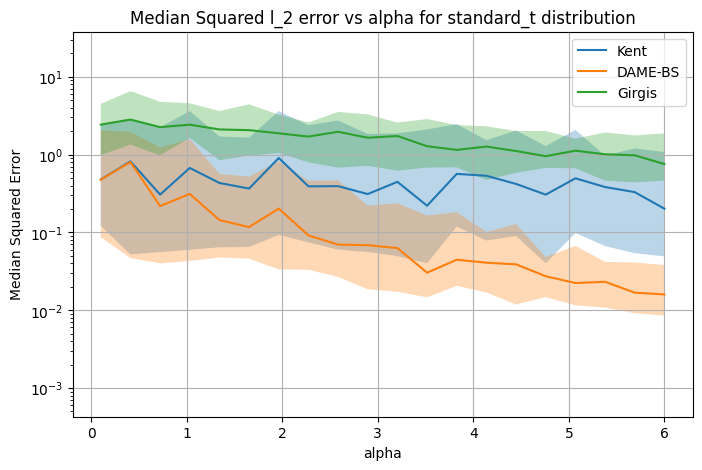 Median Squared l_2 error vs alpha for standard_t distribution
Median Squared Error
10^1
10^0
10^−1
10^−2
10^−3
Kent
DAME-BS
Girgis
0 1 2 3 4 5 6
alpha